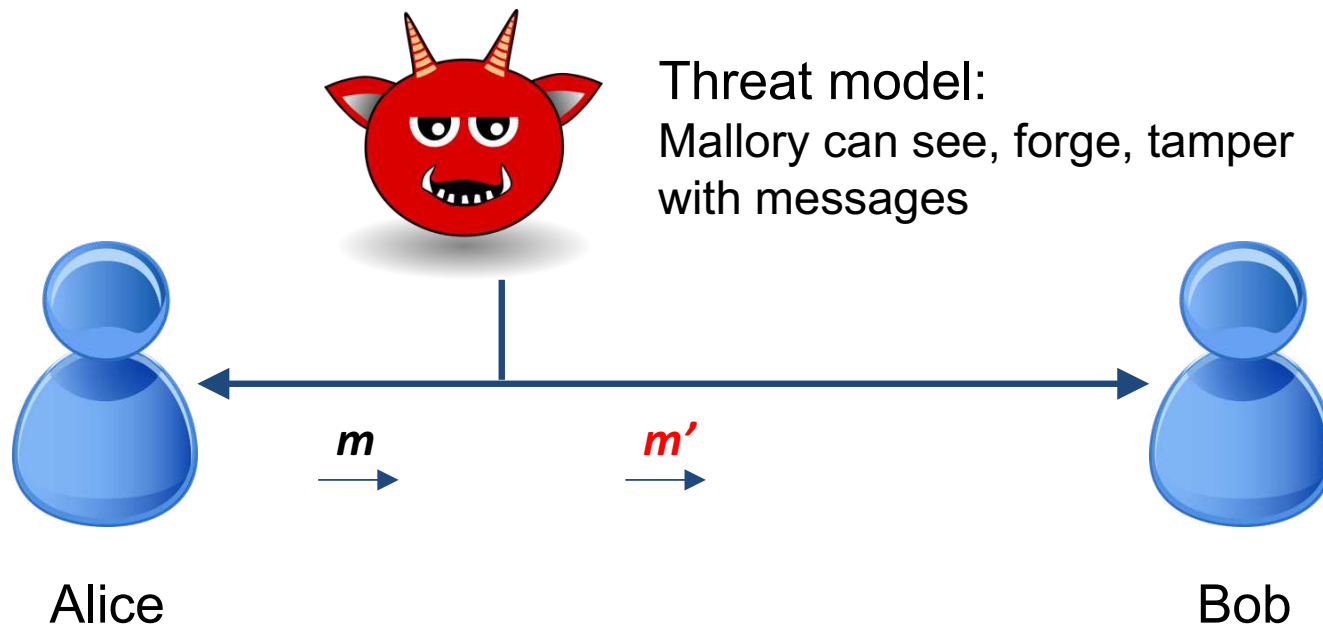 Threat model:
Mallory can see, forge, tamper
with messages
m
m′
Alice
Bob